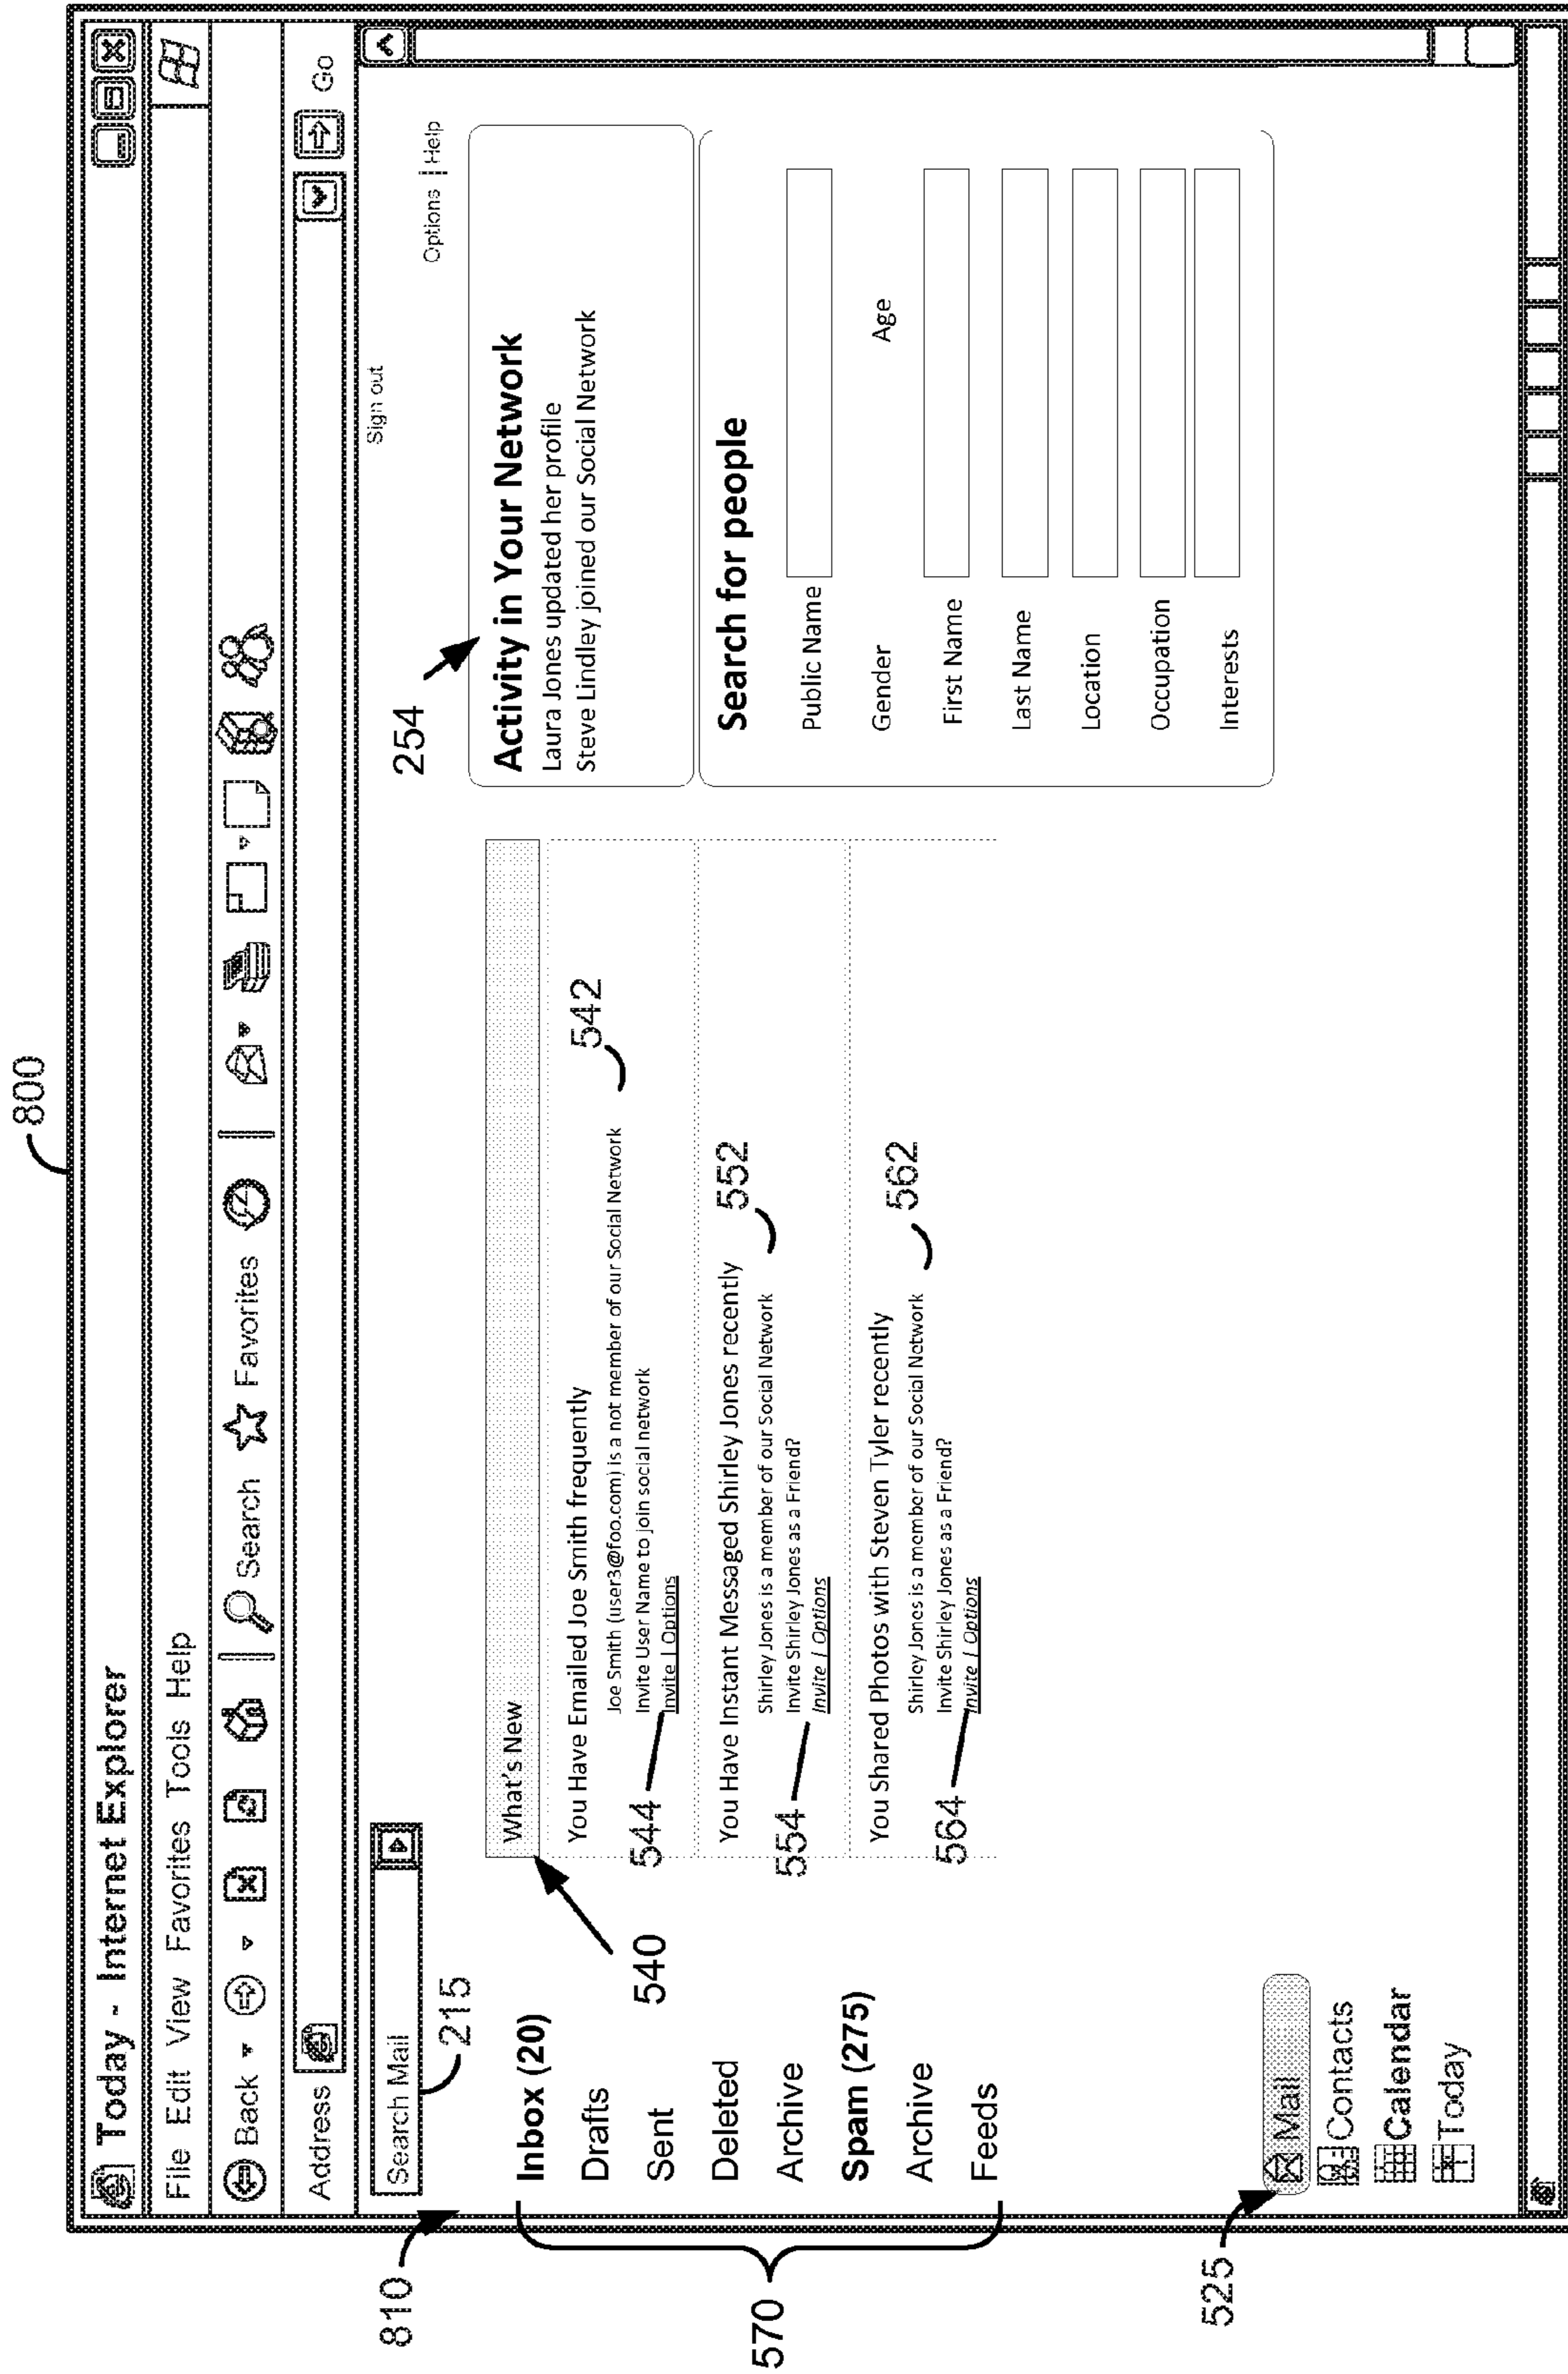 800
Today - Internet Explorer
File Edit View Favorites Tools Help
Back Search Favorites
Address Go
810
Search Mail
215
Sign out
Options | Help
254
570
Inbox (20)
Drafts
Sent
Deleted
Archive
Spam (275)
Archive
Feeds
540
What's New
You Have Emailed Joe Smith frequently
542
Joe Smith (user3@foo.com) is a not member of our Social Network
Invite User Name to join social network
544
Invite | Options
You Have Instant Messaged Shirley Jones recently
552
Shirley Jones is a member of our Social Network
Invite Shirley Jones as a Friend?
554
Invite | Options
You Shared Photos with Steven Tyler recently
562
Shirley Jones is a member of our Social Network
Invite Shirley Jones as a Friend?
564
Invite | Options
Activity in Your Network
Laura Jones updated her profile
Steve Lindley joined our Social Network
Search for people
Public Name
Gender Age
First Name
Last Name
Location
Occupation
Interests
525
Mail
Contacts
Calendar
Today